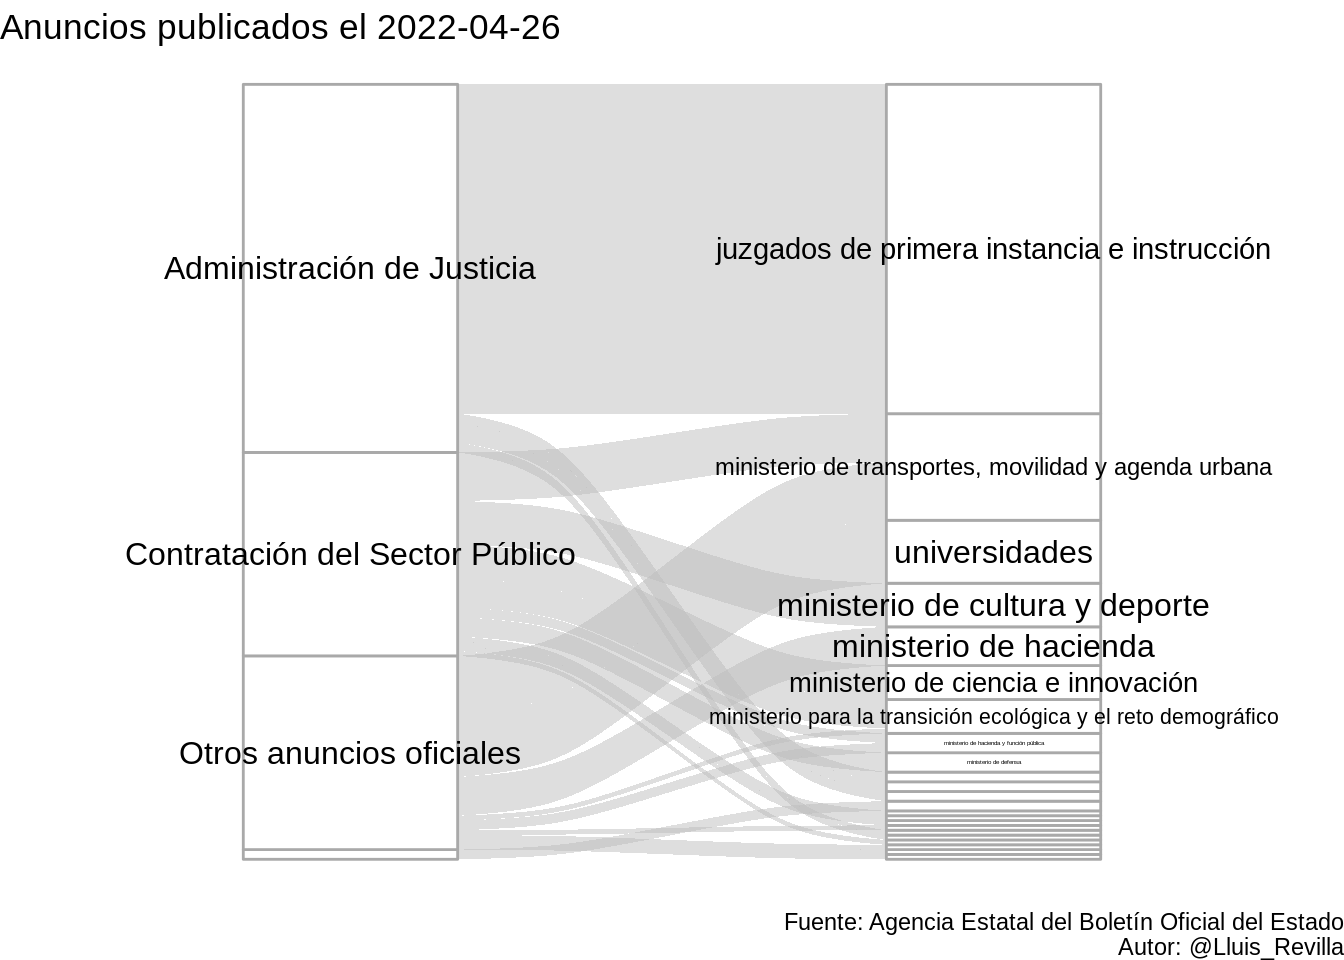 Anuncios publicados el 2022-04-26
Administración de Justicia
Contratación del Sector Público
Otros anuncios oficiales
juzgados de primera instancia e instrucción
ministerio de transportes, movilidad y agenda urbana
universidades
ministerio de cultura y deporte
ministerio de hacienda
ministerio de ciencia e innovación
ministerio para la transición ecológica y el reto demográfico
ministerio de hacienda y función pública
ministerio de defensa
Fuente: Agencia Estatal del Boletín Oficial del Estado
Autor: @Lluis_Revilla